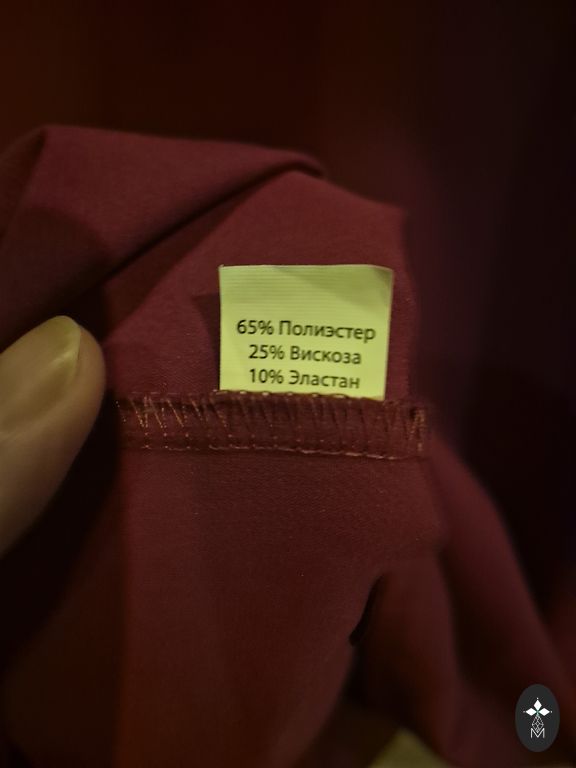 65% Полиэстер
25% Вискоза
10% Эластан